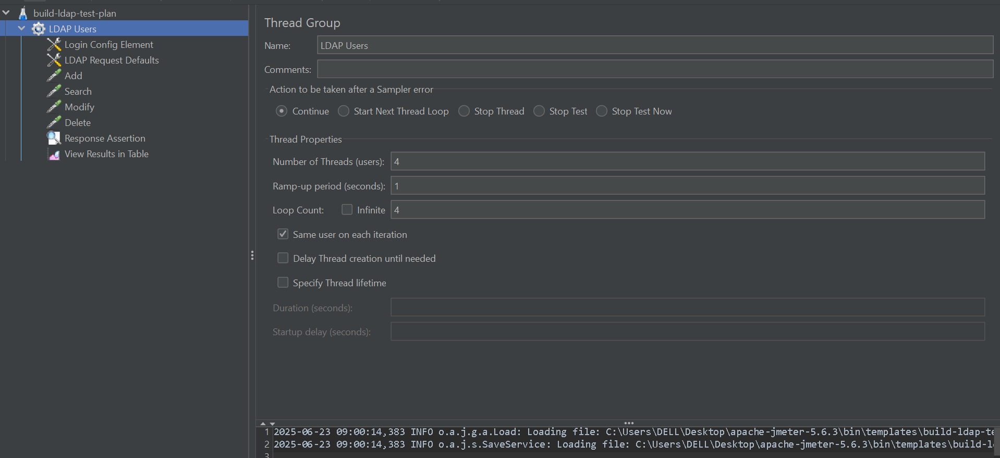 build-ldap-test-plan
LDAP Users
Login Config Element
LDAP Request Defaults
Add
Search
Modify
Delete
Response Assertion
View Results in Table
Thread Group
Name: LDAP Users
Comments:
Action to be taken after a Sampler error
Continue Start Next Thread Loop Stop Thread Stop Test Stop Test Now
Thread Properties
Number of Threads (users): 4
Ramp-up period (seconds): 1
Loop Count: Infinite 4
Same user on each iteration
Delay Thread creation until needed
Specify Thread lifetime
Duration (seconds):
Startup delay (seconds):
1 2025-06-23 09:00:14,383 INFO o.a.j.g.a.Load: Loading file: C:\Users\DELL\Desktop\apache-jmeter-5.6.3\bin\templates\build-ldap-te
2 2025-06-23 09:00:14,383 INFO o.a.j.s.SaveService: Loading file: C:\Users\DELL\Desktop\apache-jmeter-5.6.3\bin\templates\build-l
3